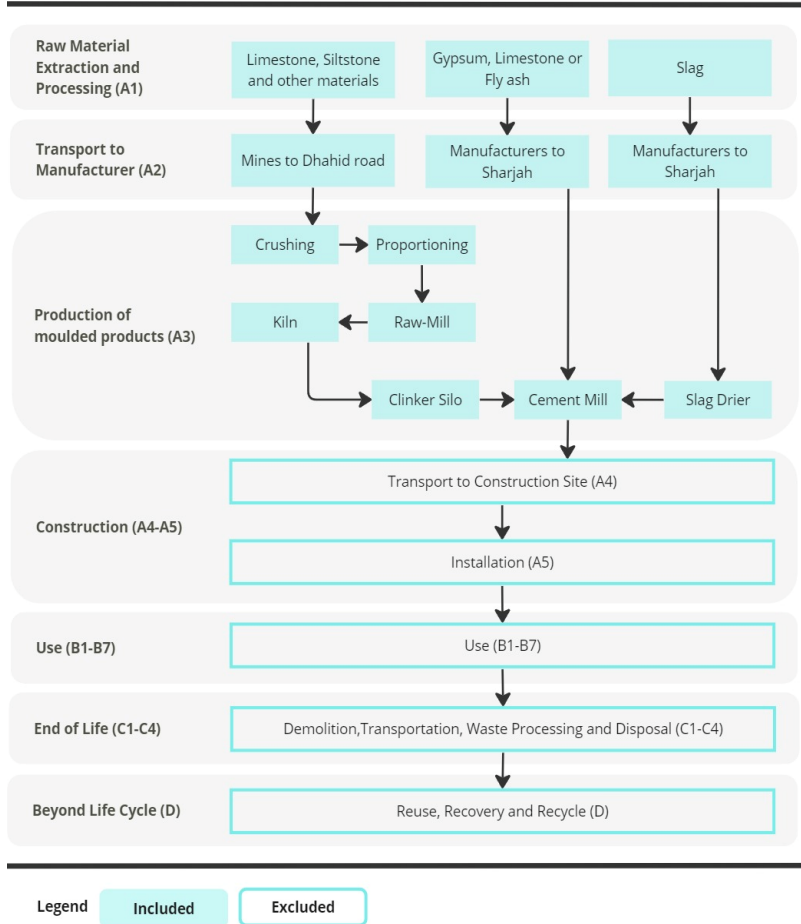 Raw Material
Extraction and
Processing (A1)
Limestone, Siltstone
and other materials
Gypsum, Limestone or
Fly ash
Slag
Transport to
Manufacturer (A2)
Mines to Dhahid road
Manufacturers to
Sharjah
Manufacturers to
Sharjah
Production of
moulded products (A3)
Crushing
Proportioning
Kiln
Raw-Mill
Clinker Silo
Cement Mill
Slag Drier
Construction (A4-A5)
Transport to Construction Site (A4)
Installation (A5)
Use (B1-B7)
Use (B1-B7)
End of Life (C1-C4)
Demolition,Transportation, Waste Processing and Disposal (C1-C4)
Beyond Life Cycle (D)
Reuse, Recovery and Recycle (D)
Legend
Included
Excluded